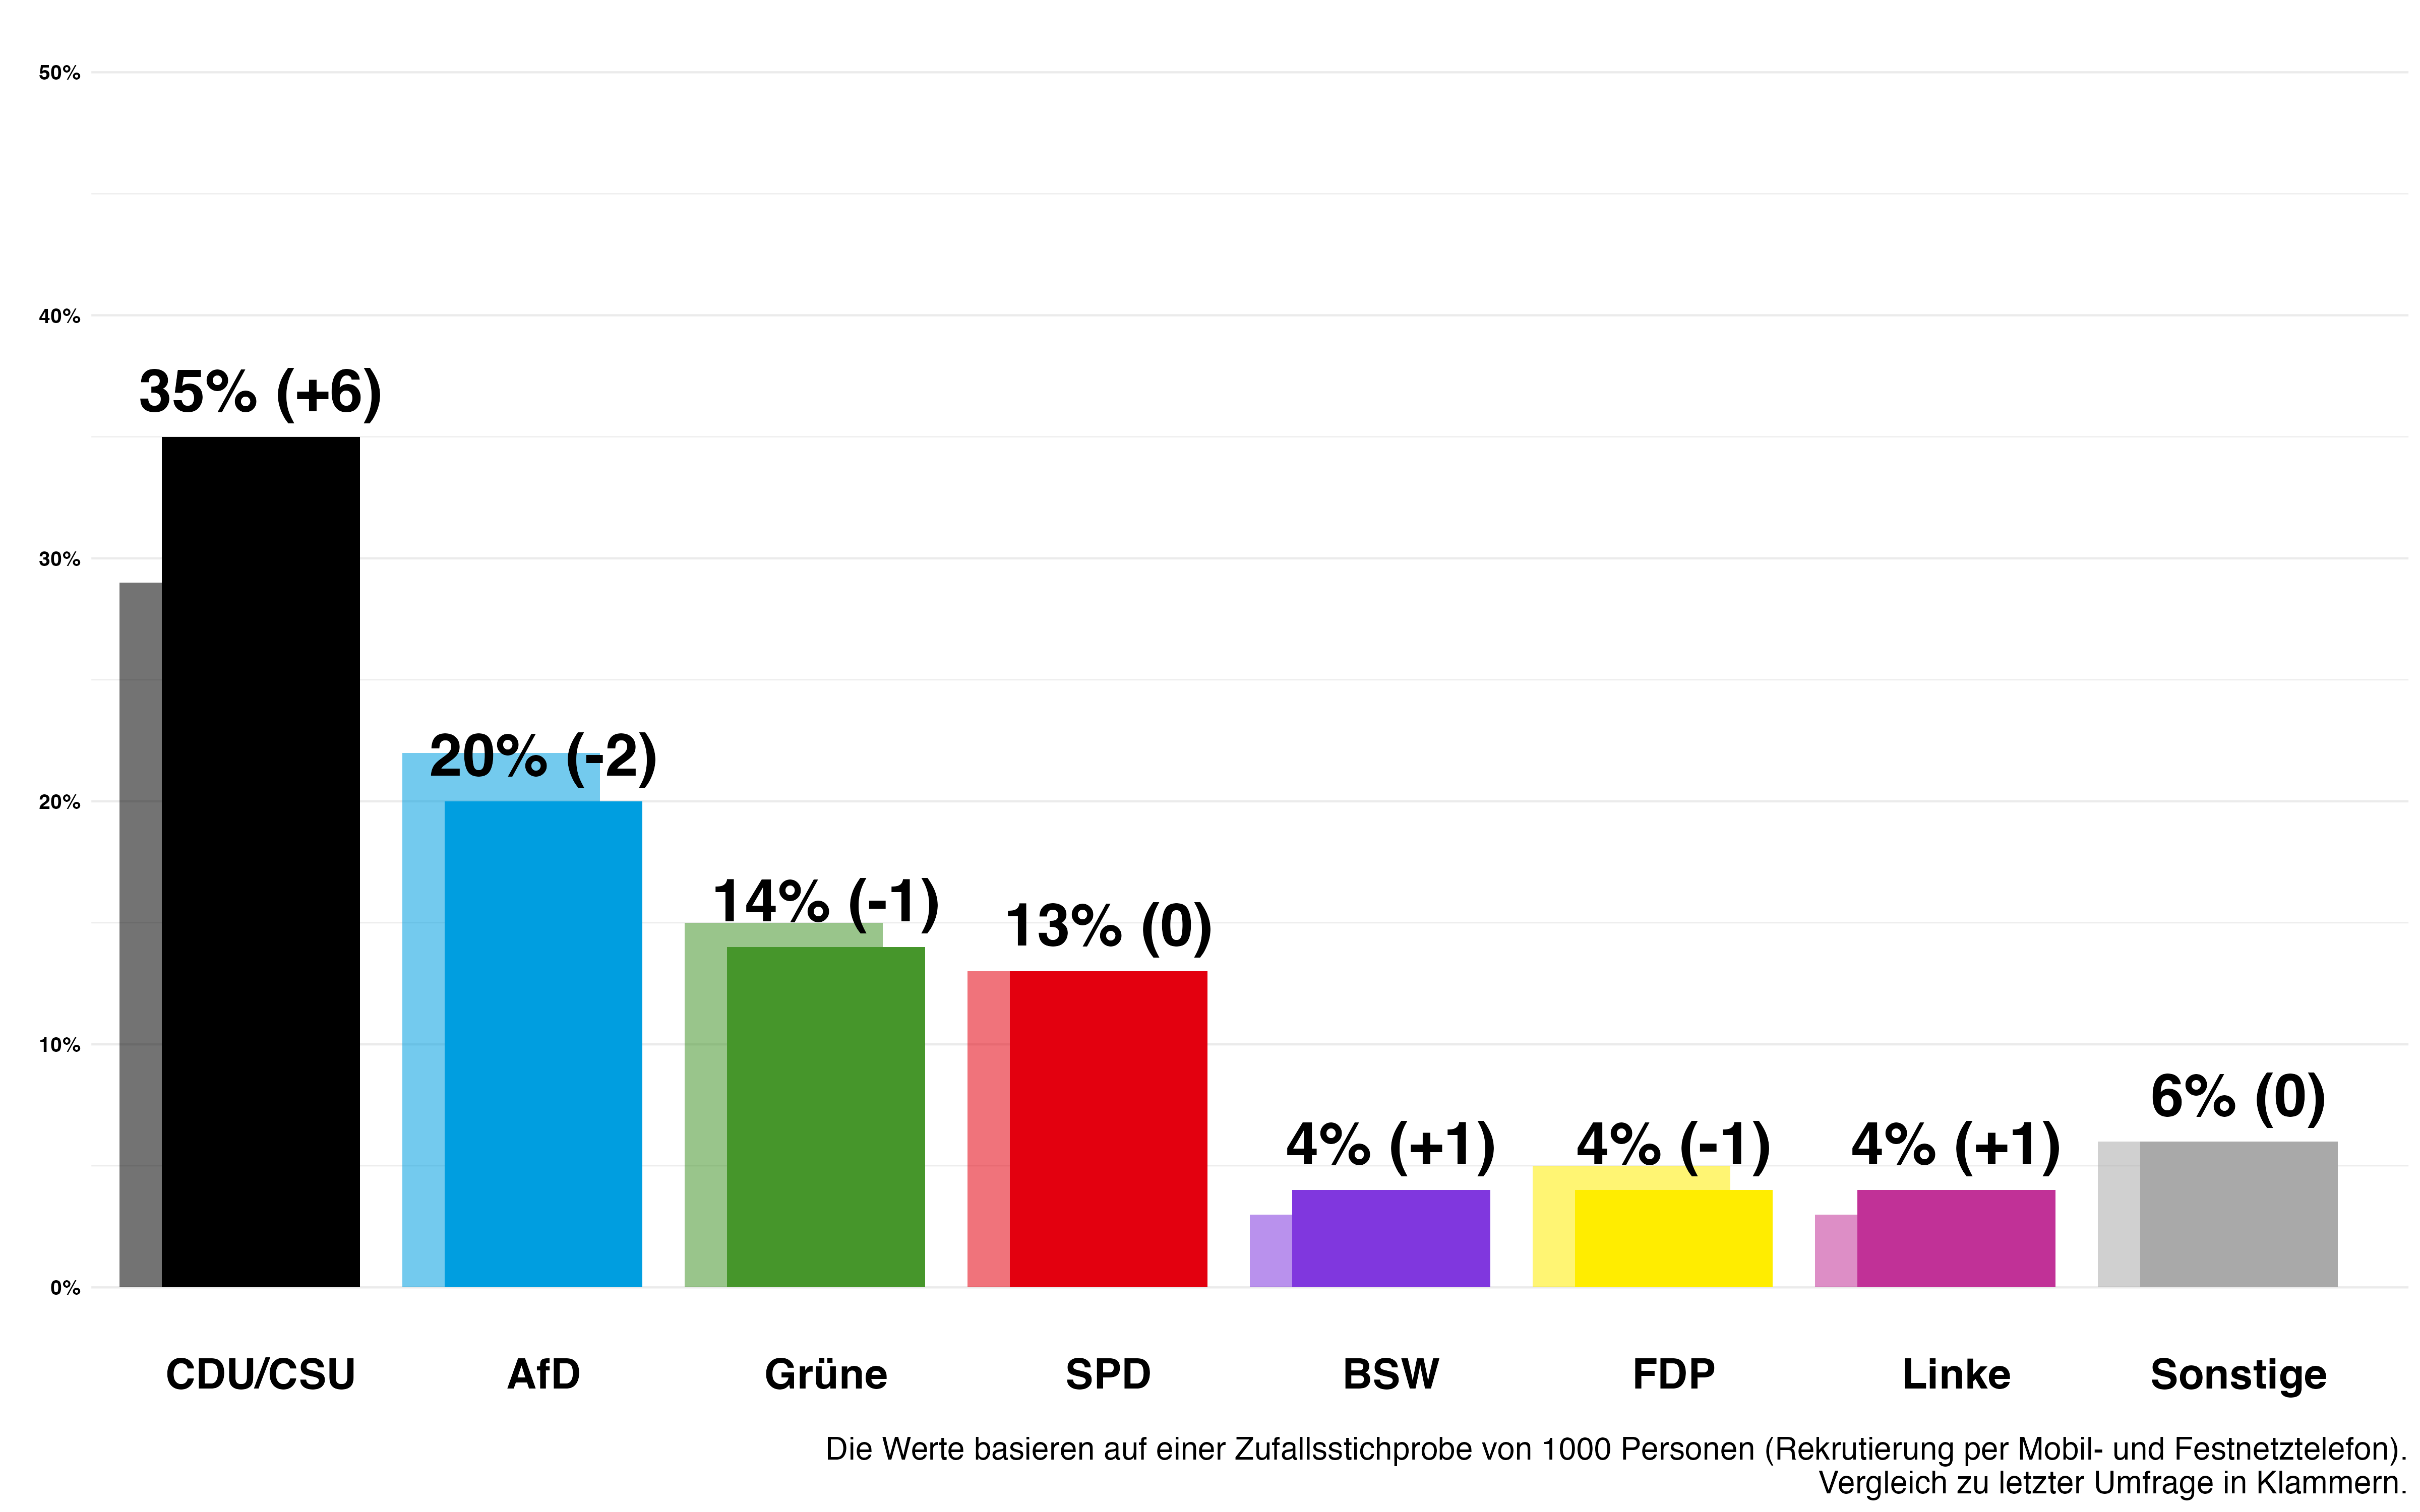 50%
40%
30%
20%
10%
0%
35% (+6)
20% (-2)
14% (-1)
13% (0)
4% (+1)
4% (-1)
4% (+1)
6% (0)
CDU/CSU
AfD
Grüne
SPD
BSW
FDP
Linke
Sonstige
Die Werte basieren auf einer Zufallsstichprobe von 1000 Personen (Rekrutierung per Mobil- und Festnetztelefon).
Vergleich zu letzter Umfrage in Klammern.